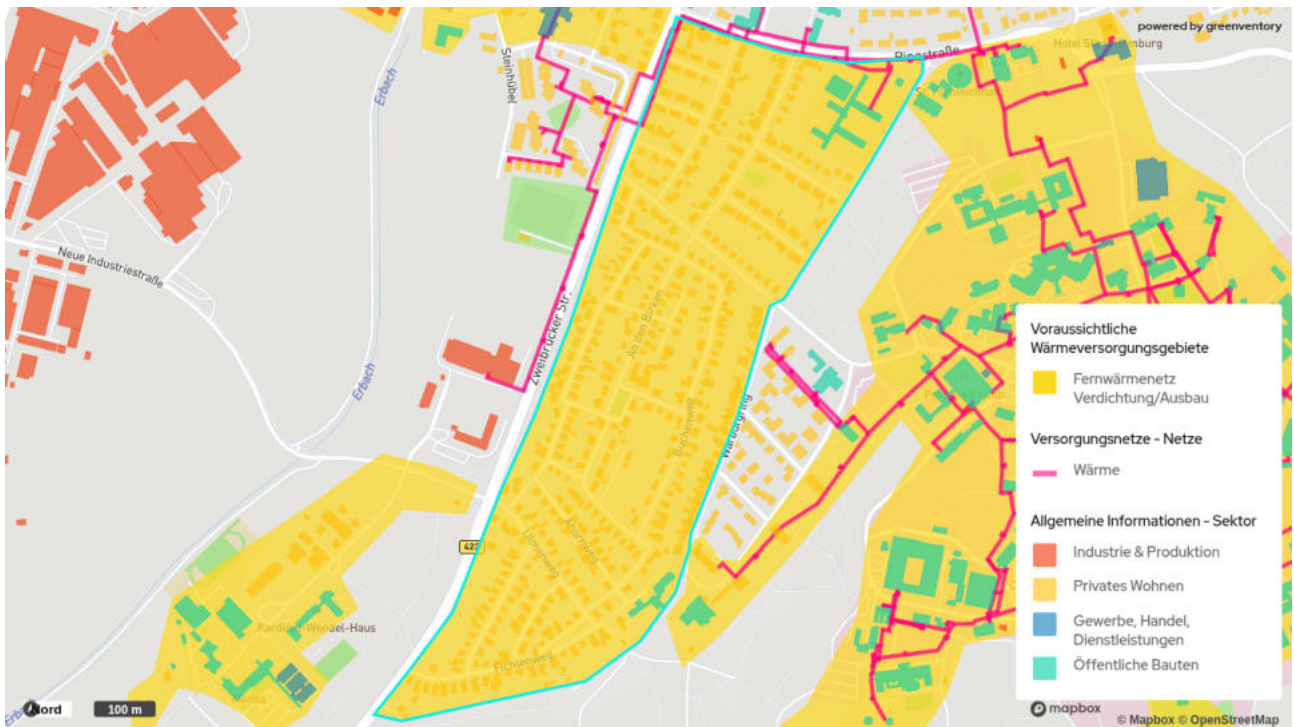 powered by greenventory
Ringstraße
Steinhübel
Erbach
Neue Industriestraße
Zweibrücker Str.
An den Birken
Buchenweg
Warburgring
Erbach
Ahornweg
Ulmenweg
423
Fichtenweg
Kardinal-Wendel-Haus
Voraussichtliche
Wärmeversorgungsgebiete
Fernwärmenetz
Verdichtung/Ausbau
Versorgungsnetze - Netze
Wärme
Allgemeine Informationen - Sektor
Industrie & Produktion
Privates Wohnen
Gewerbe, Handel,
Dienstleistungen
Öffentliche Bauten
Nord
100 m
mapbox
© Mapbox © OpenStreetMap